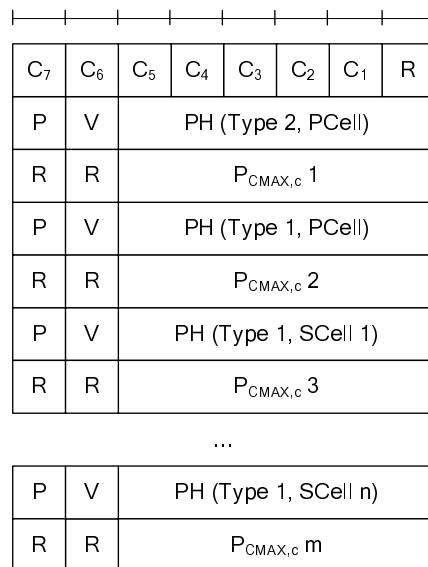 C7 C6 C5 C4 C3 C2 C1 R
P V PH (Type 2, PCell)
R R PCMAX,c 1
P V PH (Type 1, PCell)
R R PCMAX,c 2
P V PH (Type 1, SCell 1)
R R PCMAX,c 3
...
P V PH (Type 1, SCell n)
R R PCMAX,c m